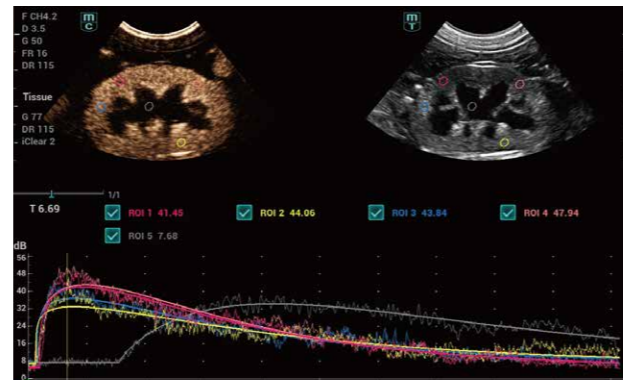 F CH4.2
D 3.5
G 50
FR 16
DR 115
Tissue
G 77
DR 115
iClear 2
m
C
m
T
1/1
T 6.69
ROI 1 41.45
ROI 2 44.06
ROI 3 43.84
ROI 4 47.94
ROI 5 7.68
dB
56
48
40
32
24
16
8
0